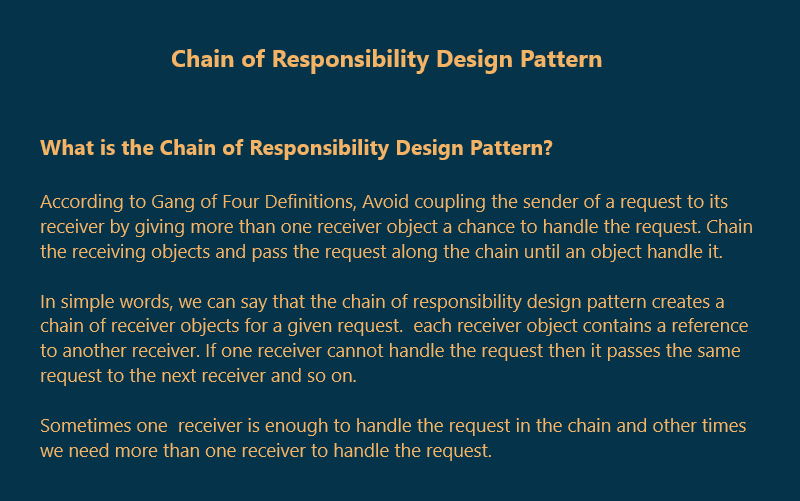 Chain of Responsibility Design Pattern
What is the Chain of Responsibility Design Pattern?
According to Gang of Four Definitions, Avoid coupling the sender of a request to its
receiver by giving more than one receiver object a chance to handle the request. Chain
the receiving objects and pass the request along the chain until an object handle it.
In simple words, we can say that the chain of responsibility design pattern creates a
chain of receiver objects for a given request.  each receiver object contains a reference
to another receiver. If one receiver cannot handle the request then it passes the same
request to the next receiver and so on.
Sometimes one  receiver is enough to handle the request in the chain and other times
we need more than one receiver to handle the request.